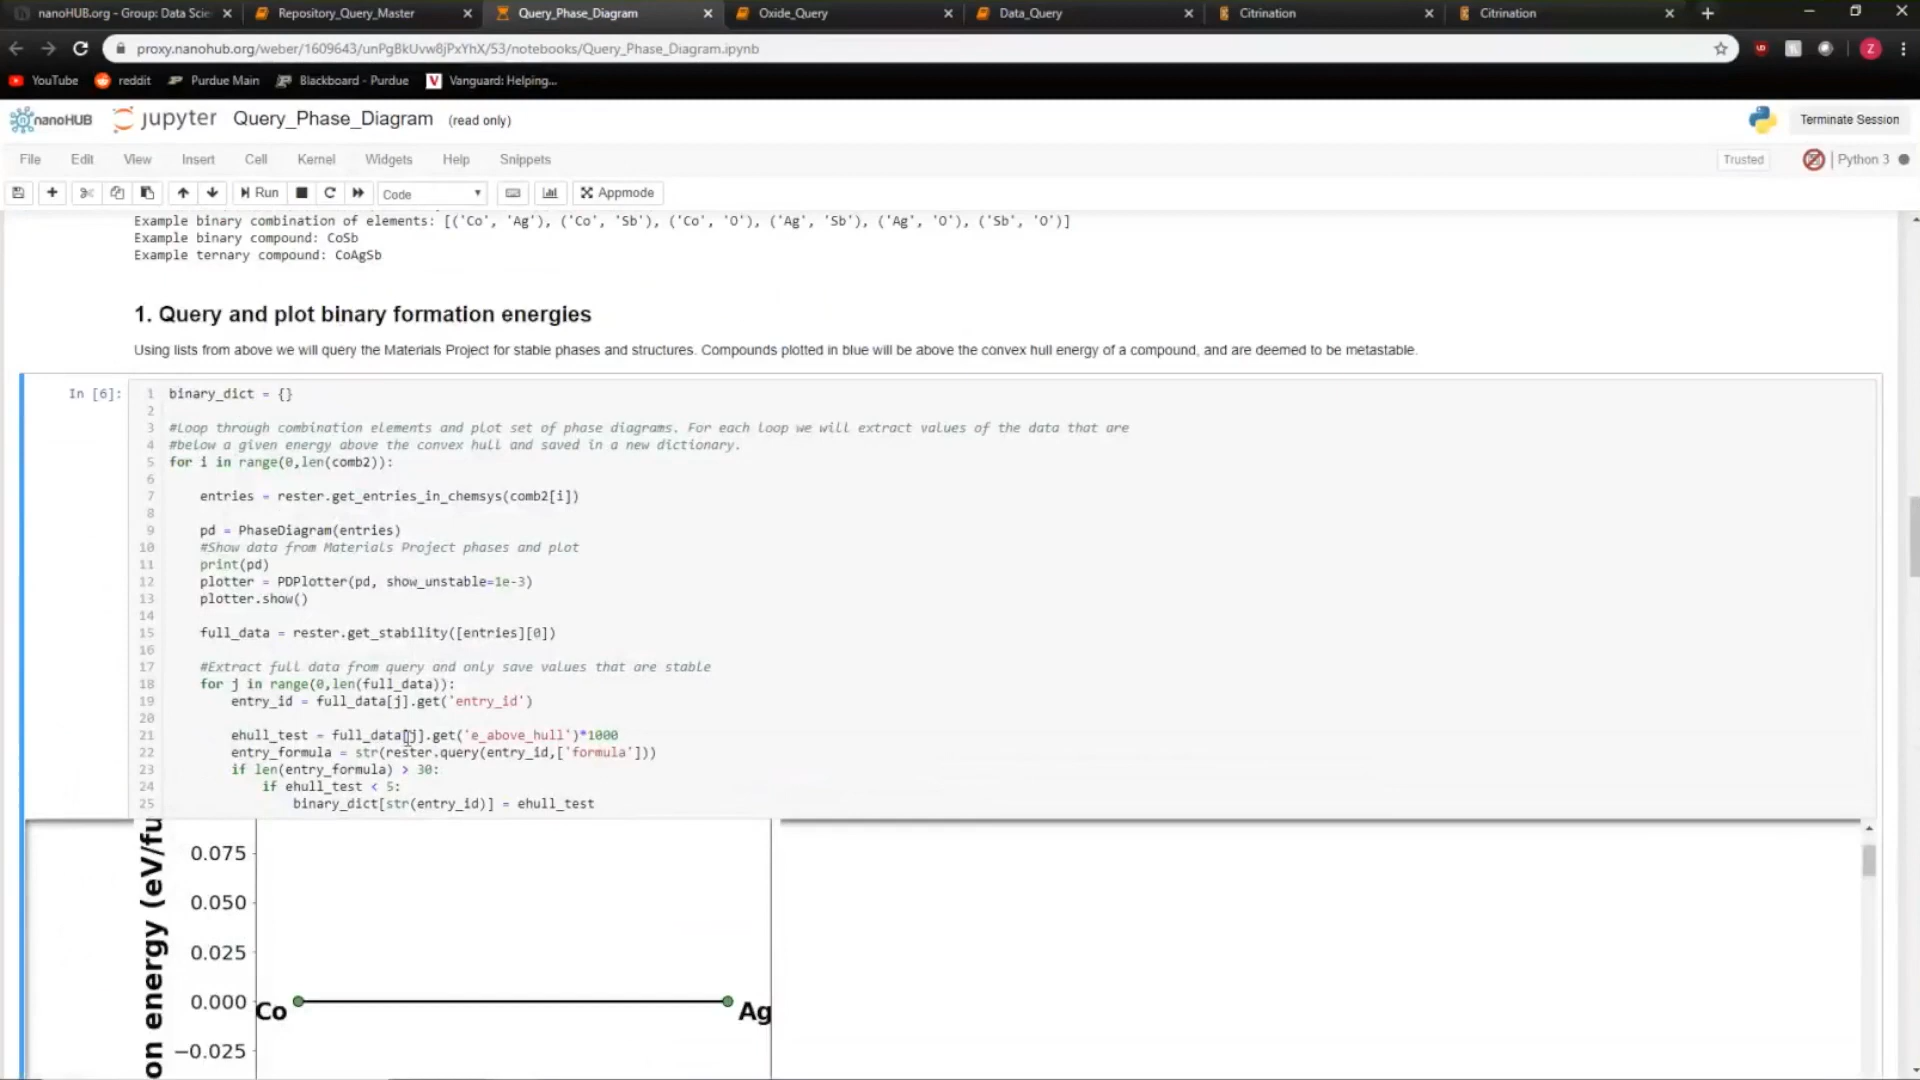 nanoHUB.org - Group: Data Scie
Repository_Query_Master
Query_Phase_Diagram
Oxide_Query
Data_Query
Citrination
Citrination
proxy.nanohub.org/weber/1609643/unPgBkUvw8jPxYhX/53/notebooks/Query_Phase_Diagram.ipynb
Z
YouTube
reddit
Purdue Main
Blackboard - Purdue
Vanguard: Helping...
nanoHUB
jupyter
Query_Phase_Diagram (read only)
Terminate Session
File Edit View Insert Cell Kernel Widgets Help Snippets
Trusted
Python 3
Run
Code
Appmode
Example binary combination of elements: [('Co', 'Ag'), ('Co', 'Sb'), ('Co', 'O'), ('Ag', 'Sb'), ('Ag', 'O'), ('Sb', 'O')]
Example binary compound: CoSb
Example ternary compound: CoAgSb
1. Query and plot binary formation energies
Using lists from above we will query the Materials Project for stable phases and structures. Compounds plotted in blue will be above the convex hull energy of a compound, and are deemed to be metastable.
In [6]:
1 binary_dict = {}
2
3 #Loop through combination elements and plot set of phase diagrams. For each loop we will extract values of the data that are
4 #below a given energy above the convex hull and saved in a new dictionary.
5 for i in range(0,len(comb2)):
6
7 entries = rester.get_entries_in_chemsys(comb2[i])
8
9 pd = PhaseDiagram(entries)
10 #Show data from Materials Project phases and plot
11 print(pd)
12 plotter = PDPlotter(pd, show_unstable=1e-3)
13 plotter.show()
14
15 full_data = rester.get_stability([entries][0])
16
17 #Extract full data from query and only save values that are stable
18 for j in range(0,len(full_data)):
19 entry_id = full_data[j].get('entry_id')
20
21 ehull_test = full_data[j].get('e_above_hull')*1000
22 entry_formula = str(rester.query(entry_id,['formula']))
23 if len(entry_formula) > 30:
24 if ehull_test < 5:
25 binary_dict[str(entry_id)] = ehull_test
on energy (eV/fu
0.075
0.050
0.025
0.000
−0.025
Co
Ag